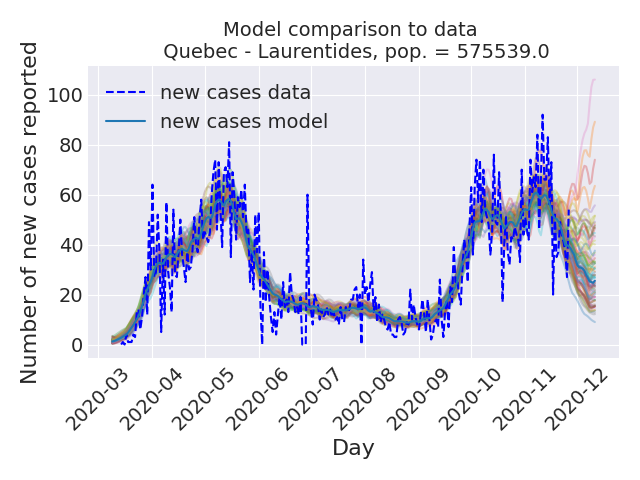 Model comparison to data
Quebec - Laurentides, pop. = 575539.0
new cases data
new cases model
Number of new cases reported
100
80
60
40
20
0
2020-03
2020-04
2020-05
2020-06
2020-07
2020-08
2020-09
2020-10
2020-11
2020-12
Day